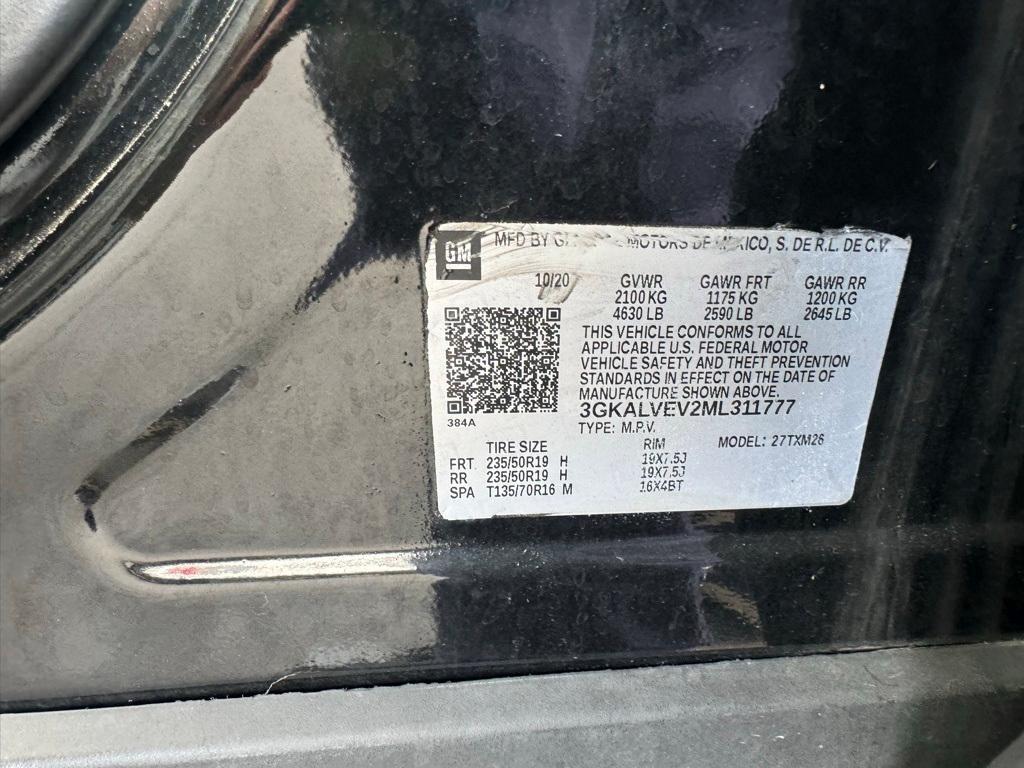 GM
MFD BY MOTORS DE MEXICO, S. DE R.L. DE C.V.
10/20 GVWR GAWR FRT GAWR RR
2100 KG 1175 KG 1200 KG
4630 LB 2590 LB 2645 LB
THIS VEHICLE CONFORMS TO ALL
APPLICABLE U.S. FEDERAL MOTOR
VEHICLE SAFETY AND THEFT PREVENTION
STANDARDS IN EFFECT ON THE DATE OF
MANUFACTURE SHOWN ABOVE.
3GKALVEV2ML311777
384A
TYPE: M.P.V.
TIRE SIZE RIM MODEL: 27TXM26
FRT 235/50R19 H 19X7.5J
RR 235/50R19 H 19X7.5J
SPA T135/70R16 M 16X4BT